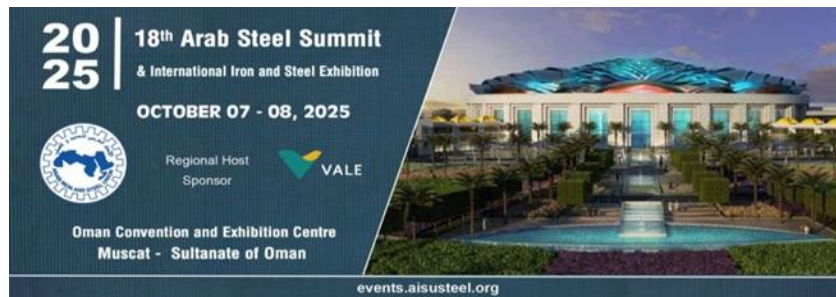 2025
18th Arab Steel Summit
& International Iron and Steel Exhibition
OCTOBER 07 - 08, 2025
Regional Host
Sponsor
VALE
Oman Convention and Exhibition Centre
Muscat - Sultanate of Oman
events.aisusteel.org